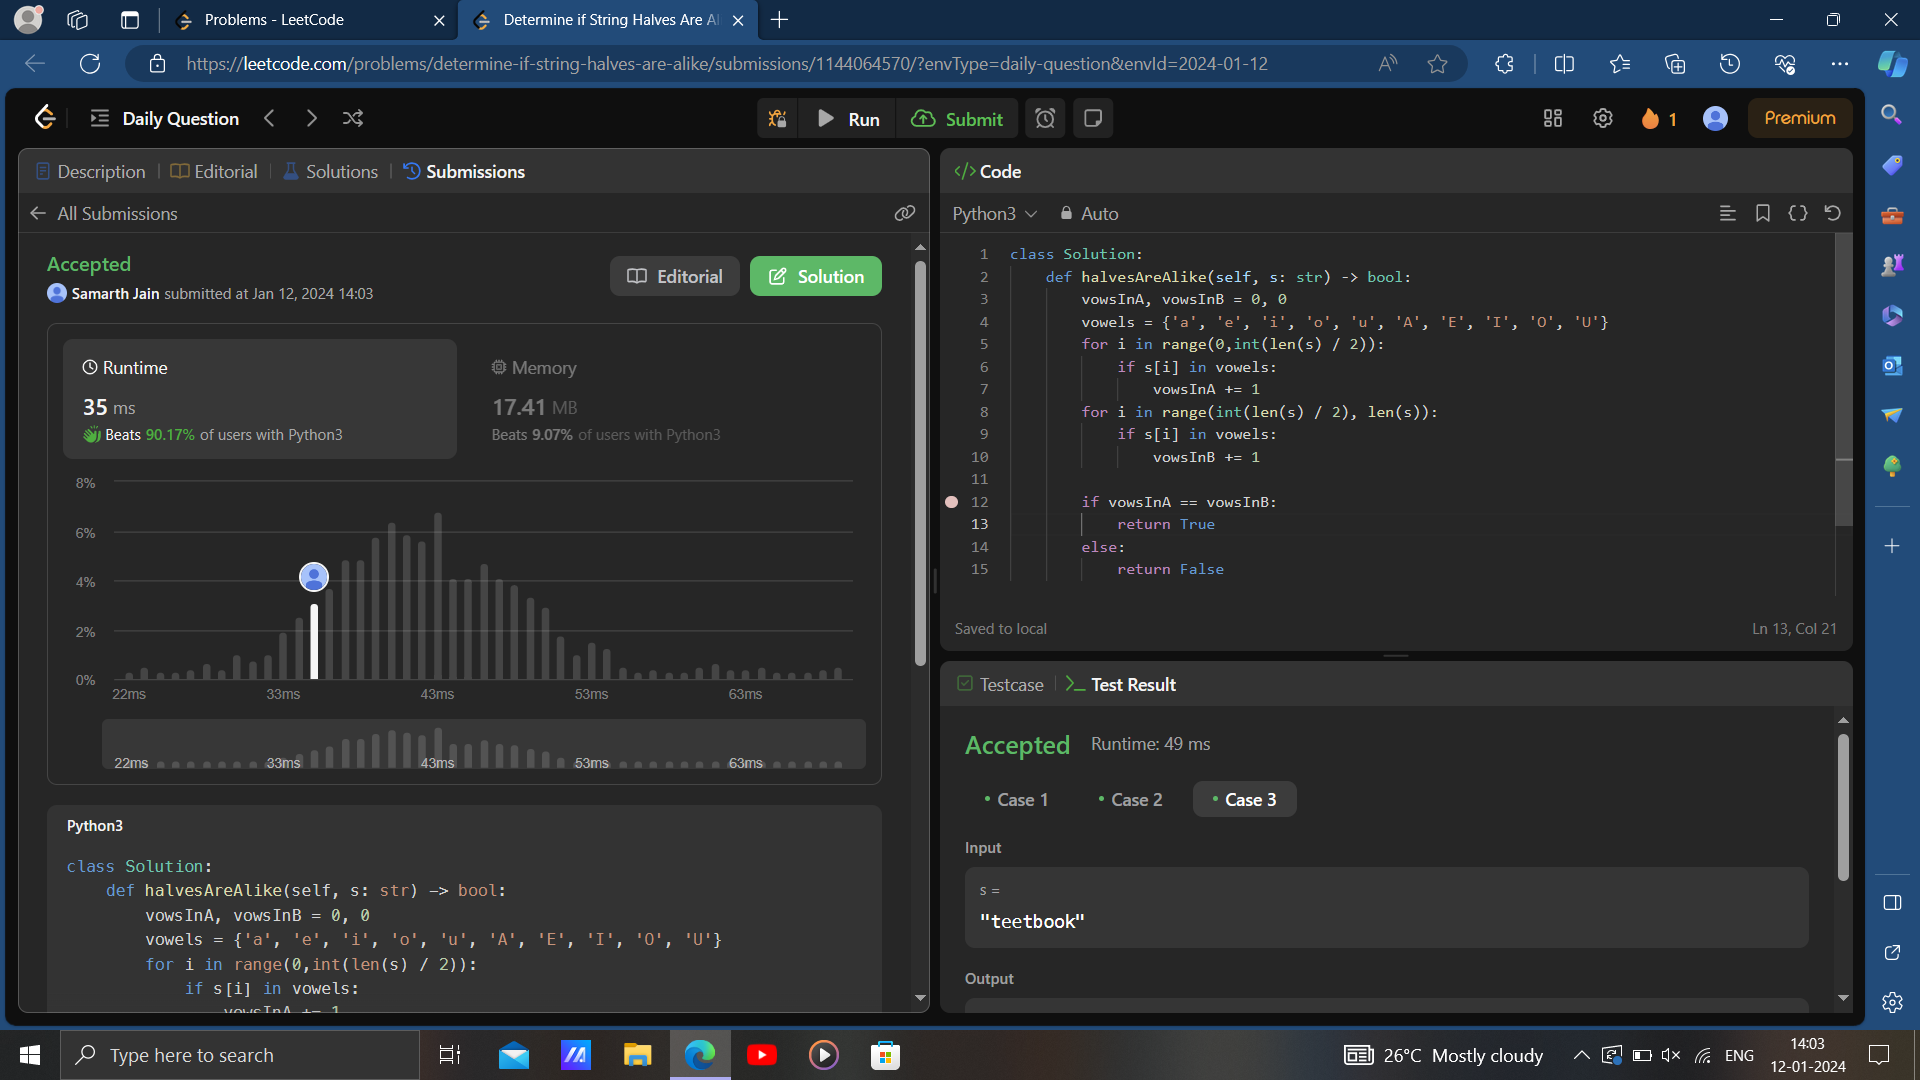 Problems - LeetCode
Determine if String Halves Are Al
https://leetcode.com/problems/determine-if-string-halves-are-alike/submissions/1144064570/?envType=daily-question&envId=2024-01-12
Daily Question
Run
Submit
1
Premium
Description
Editorial
Solutions
Submissions
All Submissions
Accepted
Samarth Jain submitted at Jan 12, 2024 14:03
Editorial
Solution
Runtime
35 ms
Beats 90.17% of users with Python3
Memory
17.41 MB
Beats 9.07% of users with Python3
8%
6%
4%
2%
0%
22ms 33ms 43ms 53ms 63ms
22ms 33ms 43ms 53ms 63ms
Python3
class Solution:
def halvesAreAlike(self, s: str) -> bool:
vowsInA, vowsInB = 0, 0
vowels = {'a', 'e', 'i', 'o', 'u', 'A', 'E', 'I', 'O', 'U'}
for i in range(0,int(len(s) / 2)):
if s[i] in vowels:
vowsInA += 1
Code
Python3
Auto
1 class Solution:
2 def halvesAreAlike(self, s: str) -> bool:
3 vowsInA, vowsInB = 0, 0
4 vowels = {'a', 'e', 'i', 'o', 'u', 'A', 'E', 'I', 'O', 'U'}
5 for i in range(0,int(len(s) / 2)):
6 if s[i] in vowels:
7 vowsInA += 1
8 for i in range(int(len(s) / 2), len(s)):
9 if s[i] in vowels:
10 vowsInB += 1
11
12 if vowsInA == vowsInB:
13 return True
14 else:
15 return False
Saved to local
Ln 13, Col 21
Testcase
Test Result
Accepted
Runtime: 49 ms
Case 1
Case 2
Case 3
Input
s =
"teetbook"
Output
Type here to search
26°C Mostly cloudy
ENG
14:03
12-01-2024